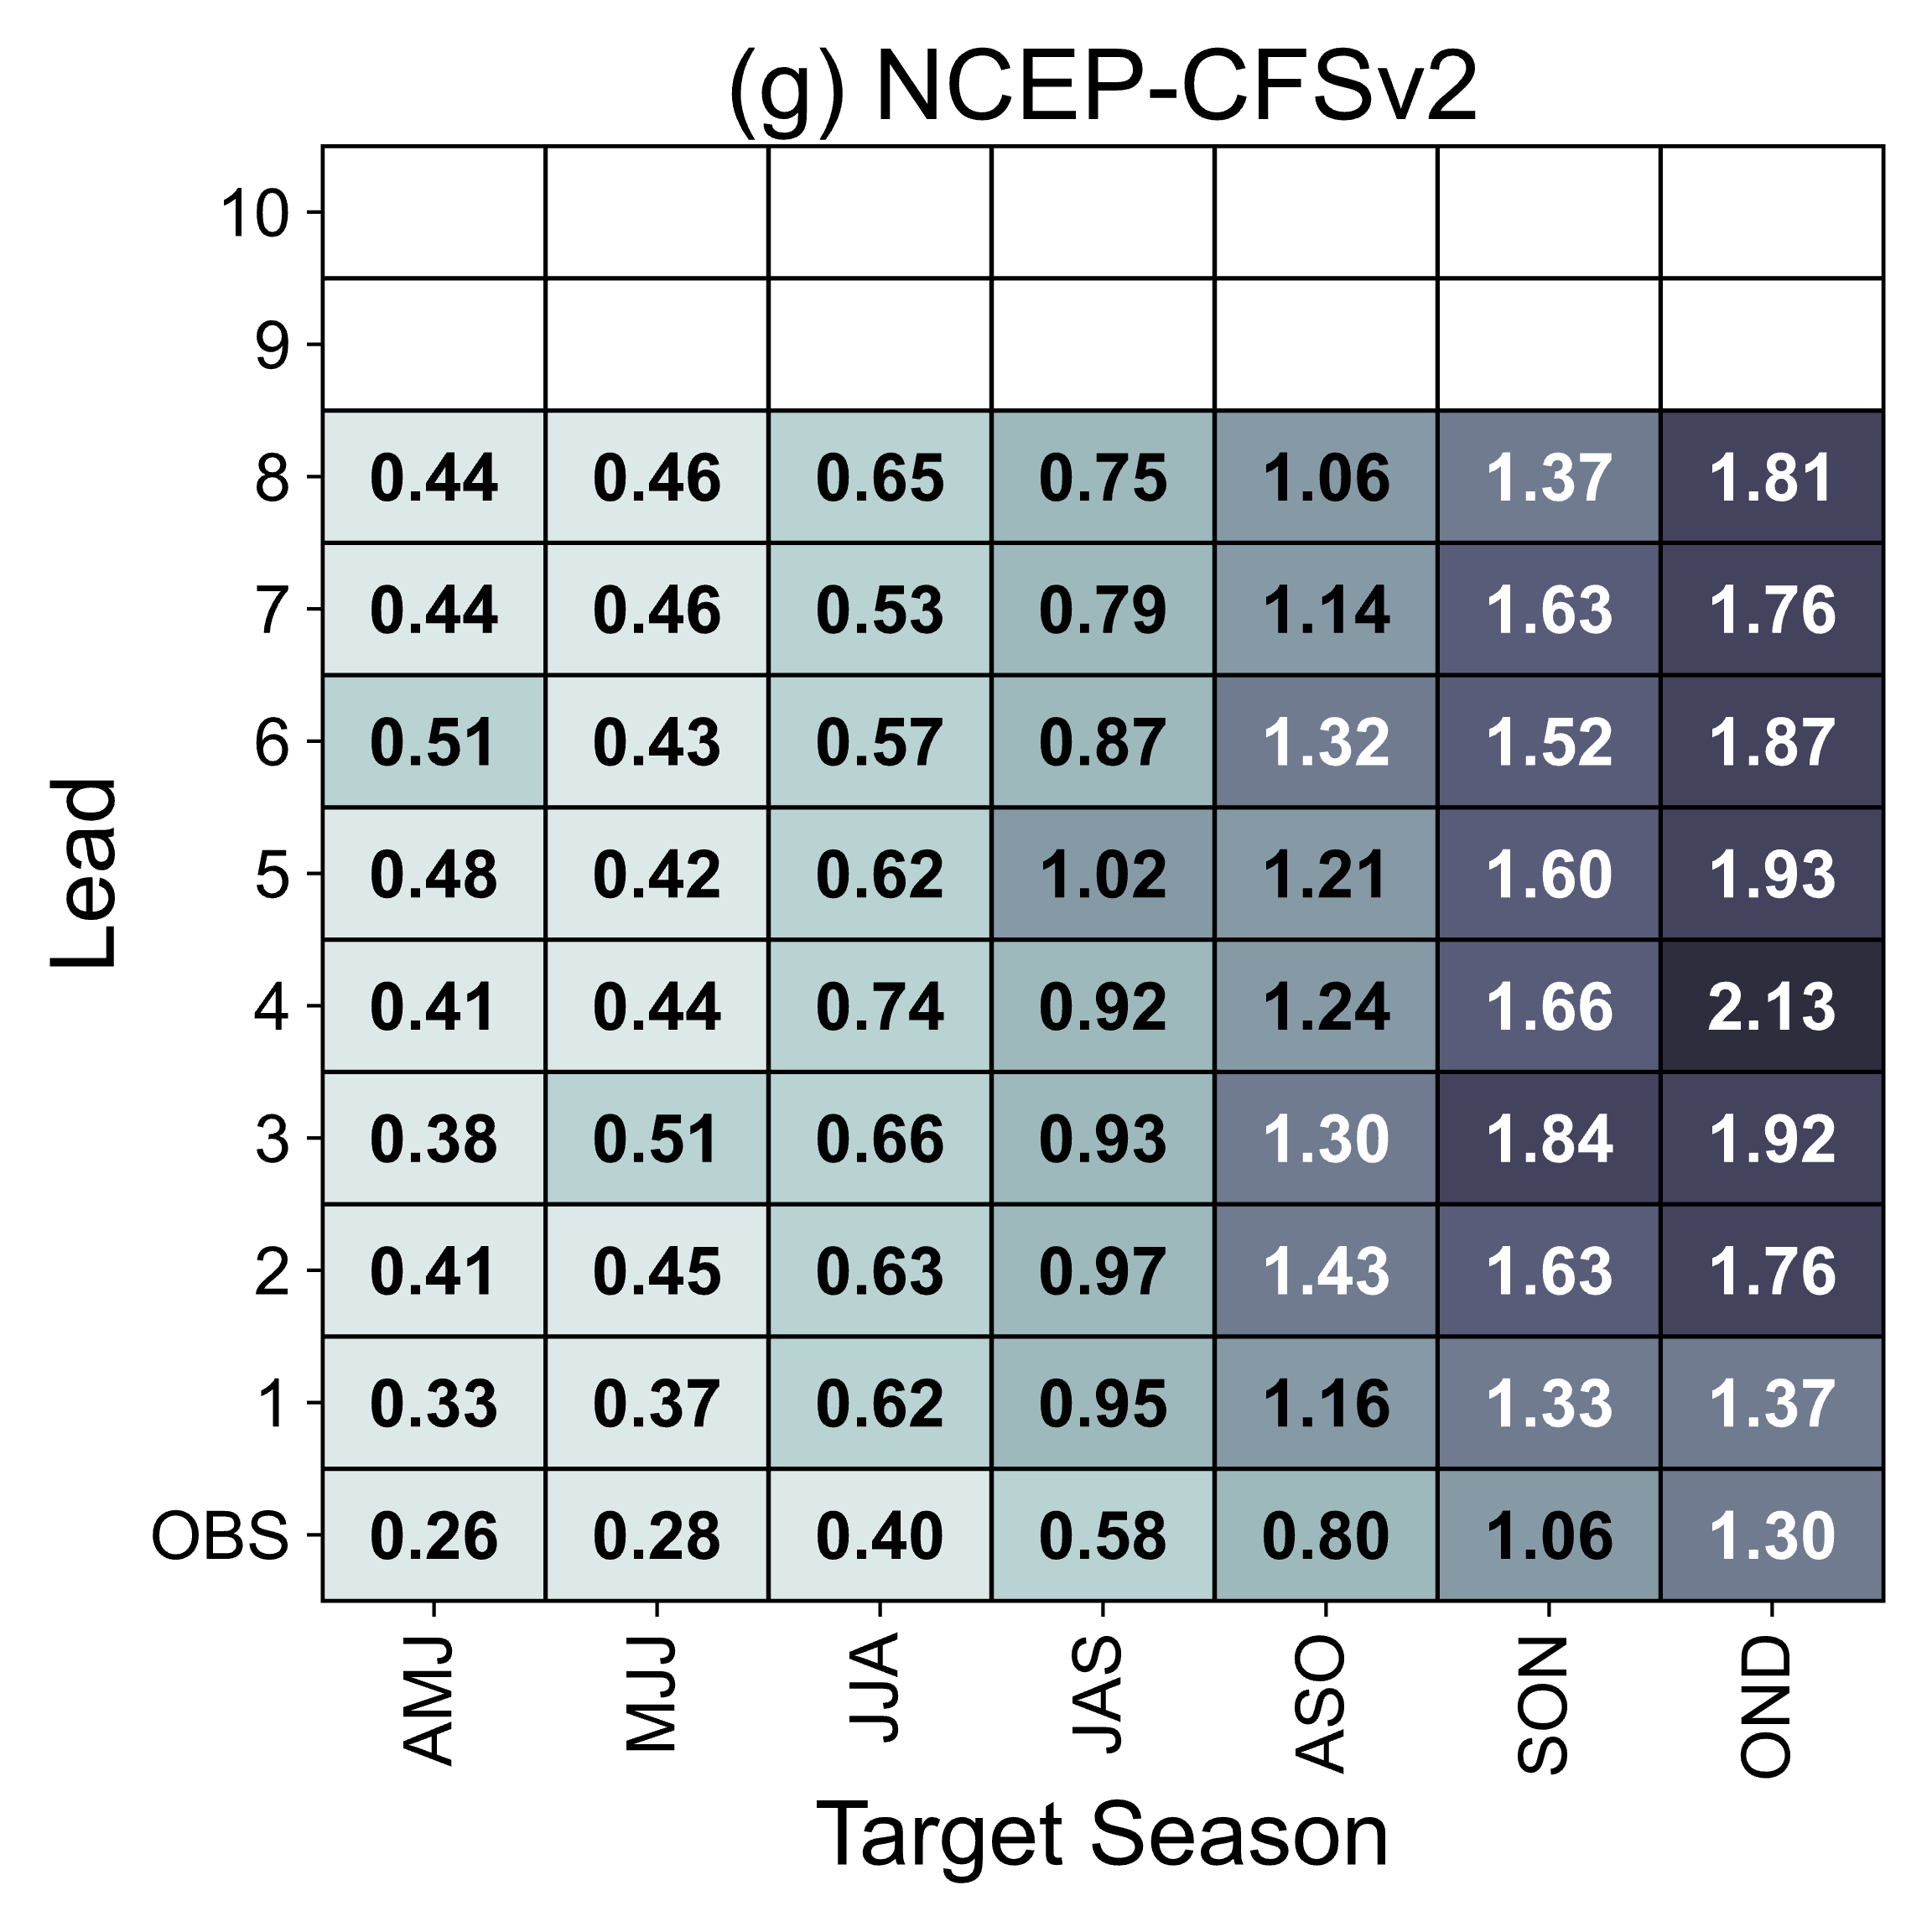 (g) NCEP-CFSv2
10
9
8 0.44 0.46 0.65 0.75 1.06 1.37 1.81
7 0.44 0.46 0.53 0.79 1.14 1.63 1.76
6 0.51 0.43 0.57 0.87 1.32 1.52 1.87
5 0.48 0.42 0.62 1.02 1.21 1.60 1.93
4 0.41 0.44 0.74 0.92 1.24 1.66 2.13
3 0.38 0.51 0.66 0.93 1.30 1.84 1.92
2 0.41 0.45 0.63 0.97 1.43 1.63 1.76
1 0.33 0.37 0.62 0.95 1.16 1.33 1.37
OBS 0.26 0.28 0.40 0.58 0.80 1.06 1.30
Lead
AMJ MJJ JJA JAS ASO SON OND
Target Season